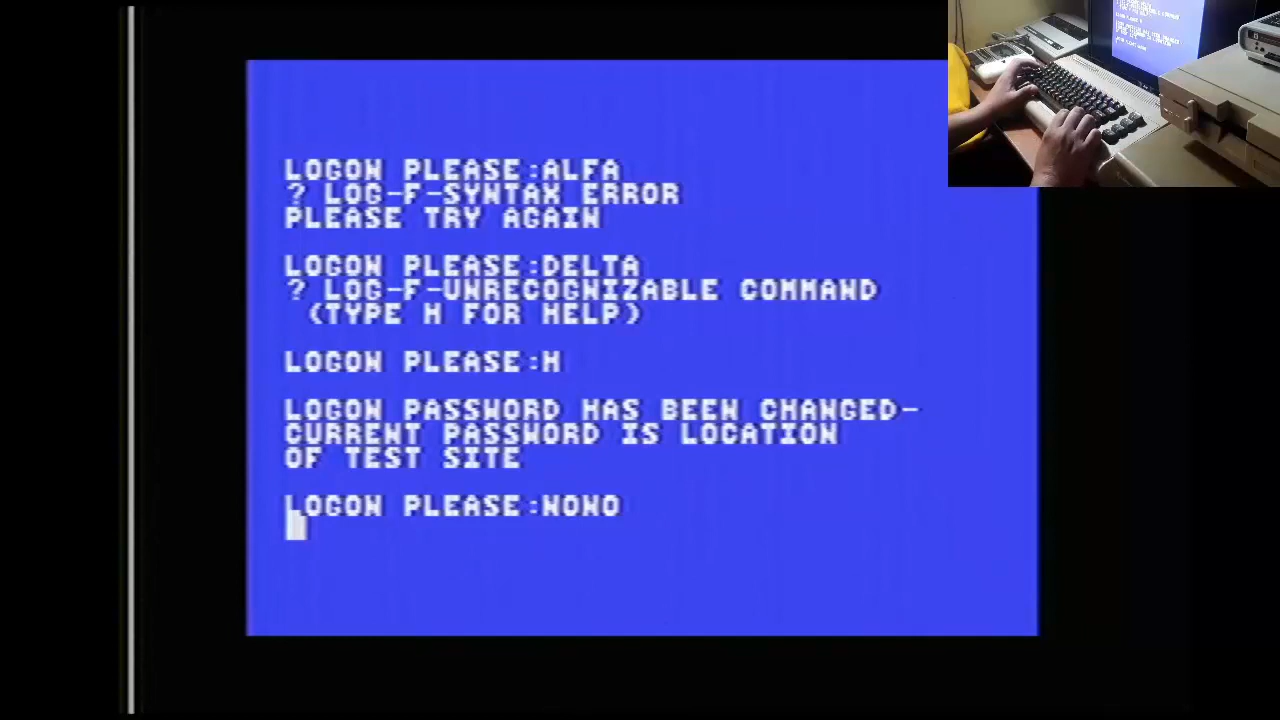 LOGON PLEASE:ALFA
? LOG-F-SYNTAX ERROR
PLEASE TRY AGAIN
LOGON PLEASE:DELTA
? LOG-F-UNRECOGNIZABLE COMMAND
(TYPE H FOR HELP)
LOGON PLEASE:H
LOGON PASSWORD HAS BEEN CHANGED-
CURRENT PASSWORD IS LOCATION
OF TEST SITE
LOGON PLEASE:NONO